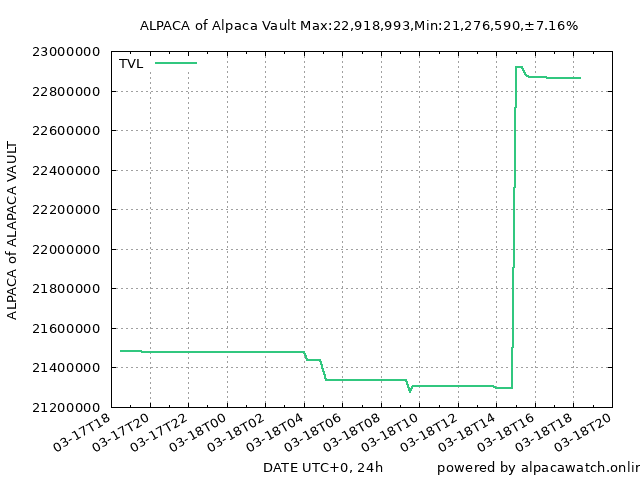 ALPACA of Alpaca Vault Max:22,918,993,Min:21,276,590,±7.16%
TVL
23000000
22800000
22600000
22400000
22200000
22000000
21800000
21600000
21400000
21200000
ALPACA of ALAPACA VAULT
03-17T18
03-17T20
03-17T22
03-18T00
03-18T02
03-18T04
03-18T06
03-18T08
03-18T10
03-18T12
03-18T14
03-18T16
03-18T18
03-18T20
DATE UTC+0, 24h
powered by alpacawatch.onlin